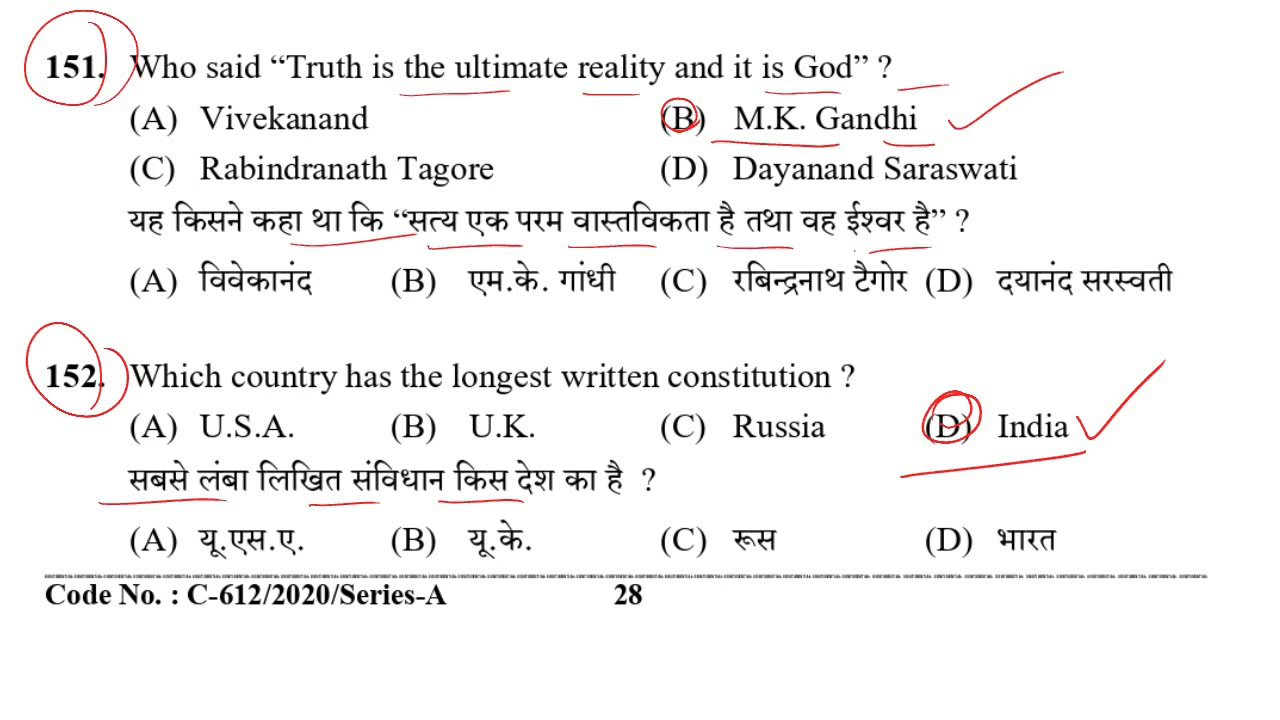 151. Who said “Truth is the ultimate reality and it is God” ?
(A) Vivekanand (B) M.K. Gandhi
(C) Rabindranath Tagore (D) Dayanand Saraswati
यह किसने कहा था कि “सत्य एक परम वास्तविकता है तथा वह ईश्वर है” ?
(A) विवेकानंद (B) एम.के. गांधी (C) रबिन्द्रनाथ टैगोर (D) दयानंद सरस्वती
152. Which country has the longest written constitution ?
(A) U.S.A. (B) U.K. (C) Russia (D) India
सबसे लंबा लिखित संविधान किस देश का है ?
(A) यू.एस.ए. (B) यू.के. (C) रूस (D) भारत
Code No. : C-612/2020/Series-A 28